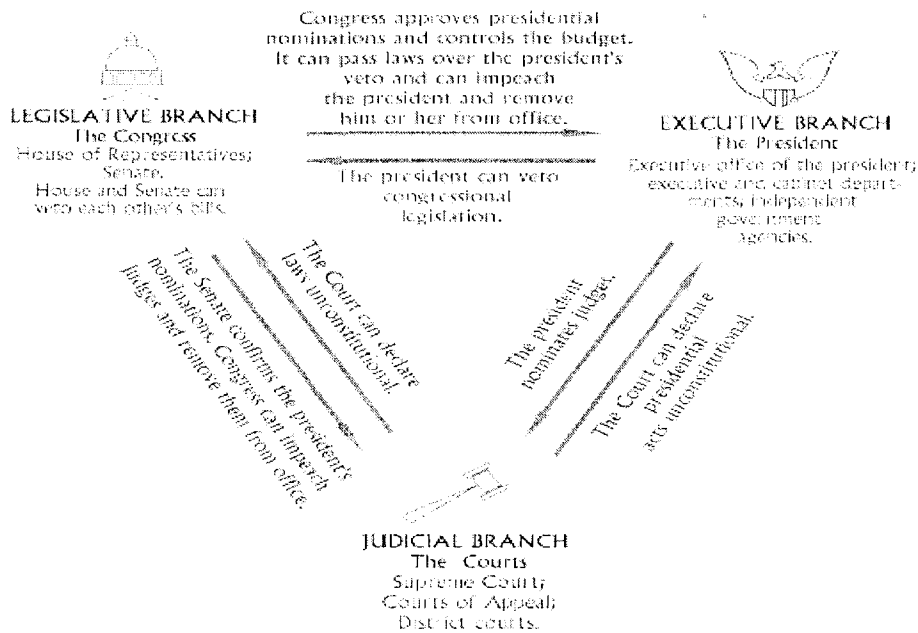 Congress approves presidential
nominations and controls the budget.
It can pass laws over the president's
veto and can impeach
the president and remove
him or her from office.
LEGISLATIVE BRANCH
The Congress
House of Representatives;
Senate.
House and Senate can
veto each other's bills.
EXECUTIVE BRANCH
The President
Executive office of the president;
executive and cabinet depart-
ments; independent
government
agencies.
The president can veto
congressional
legislation.
The Senate confirms the president's
nominations. Congress can impeach
judges and remove them from office.
The Court can declare
laws unconstitutional.
The president
nominates judges.
The Court can declare
presidential
acts unconstitutional.
JUDICIAL BRANCH
The Courts
Supreme Court;
Courts of Appeal;
District courts.